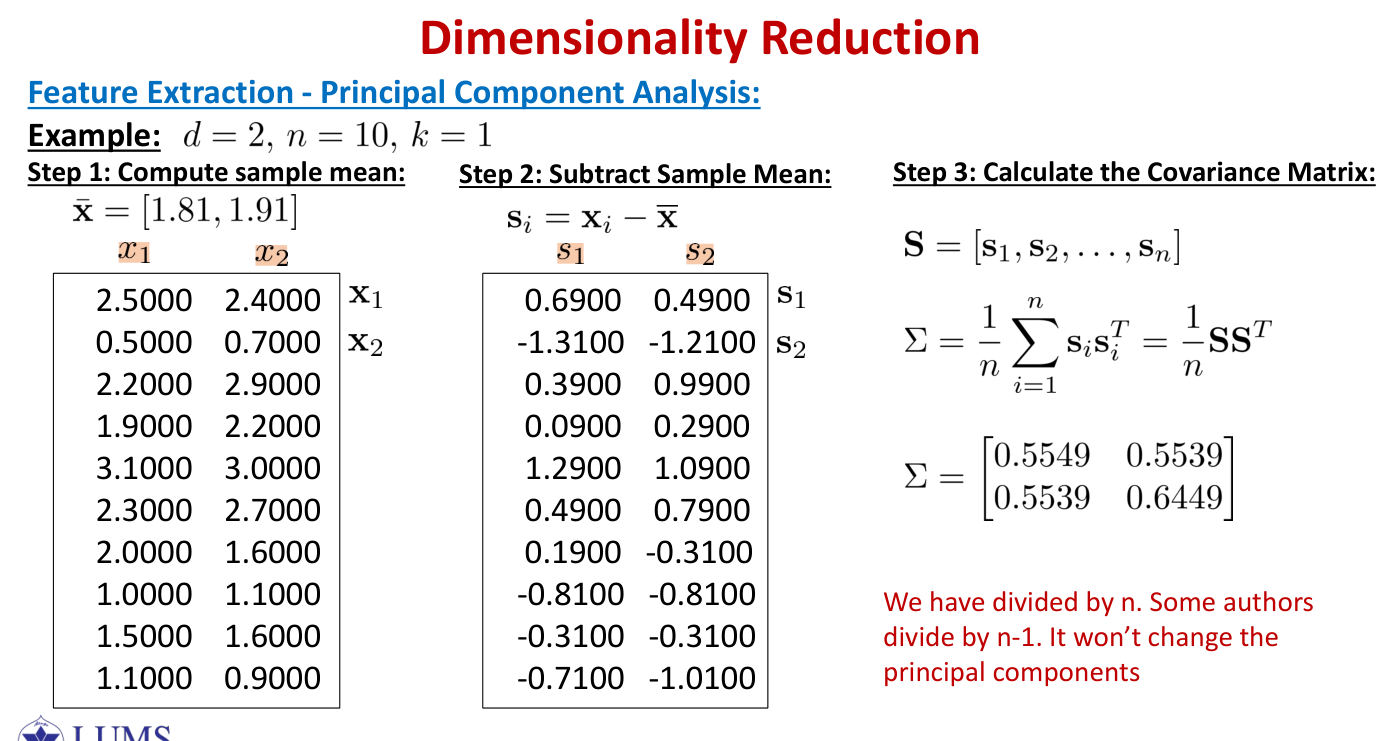 Dimensionality Reduction
Feature Extraction - Principal Component Analysis:
Example: d = 2, n = 10, k = 1
Step 1: Compute sample mean:
x̄ = [1.81, 1.91]
x₁ x₂
2.5000 2.4000 x₁
0.5000 0.7000 x₂
2.2000 2.9000
1.9000 2.2000
3.1000 3.0000
2.3000 2.7000
2.0000 1.6000
1.0000 1.1000
1.5000 1.6000
1.1000 0.9000
Step 2: Subtract Sample Mean:
sᵢ = xᵢ − x̄
s₁ s₂
0.6900 0.4900 s₁
-1.3100 -1.2100 s₂
0.3900 0.9900
0.0900 0.2900
1.2900 1.0900
0.4900 0.7900
0.1900 -0.3100
-0.8100 -0.8100
-0.3100 -0.3100
-0.7100 -1.0100
Step 3: Calculate the Covariance Matrix:
S = [s₁, s₂, . . . , sₙ]
Σ = 1/n ∑ᵢ₌₁ⁿ sᵢsᵢᵀ = 1/n SSᵀ
Σ = [0.5549 0.5539
0.5539 0.6449]
We have divided by n. Some authors
divide by n-1. It won’t change the
principal components
LUMS